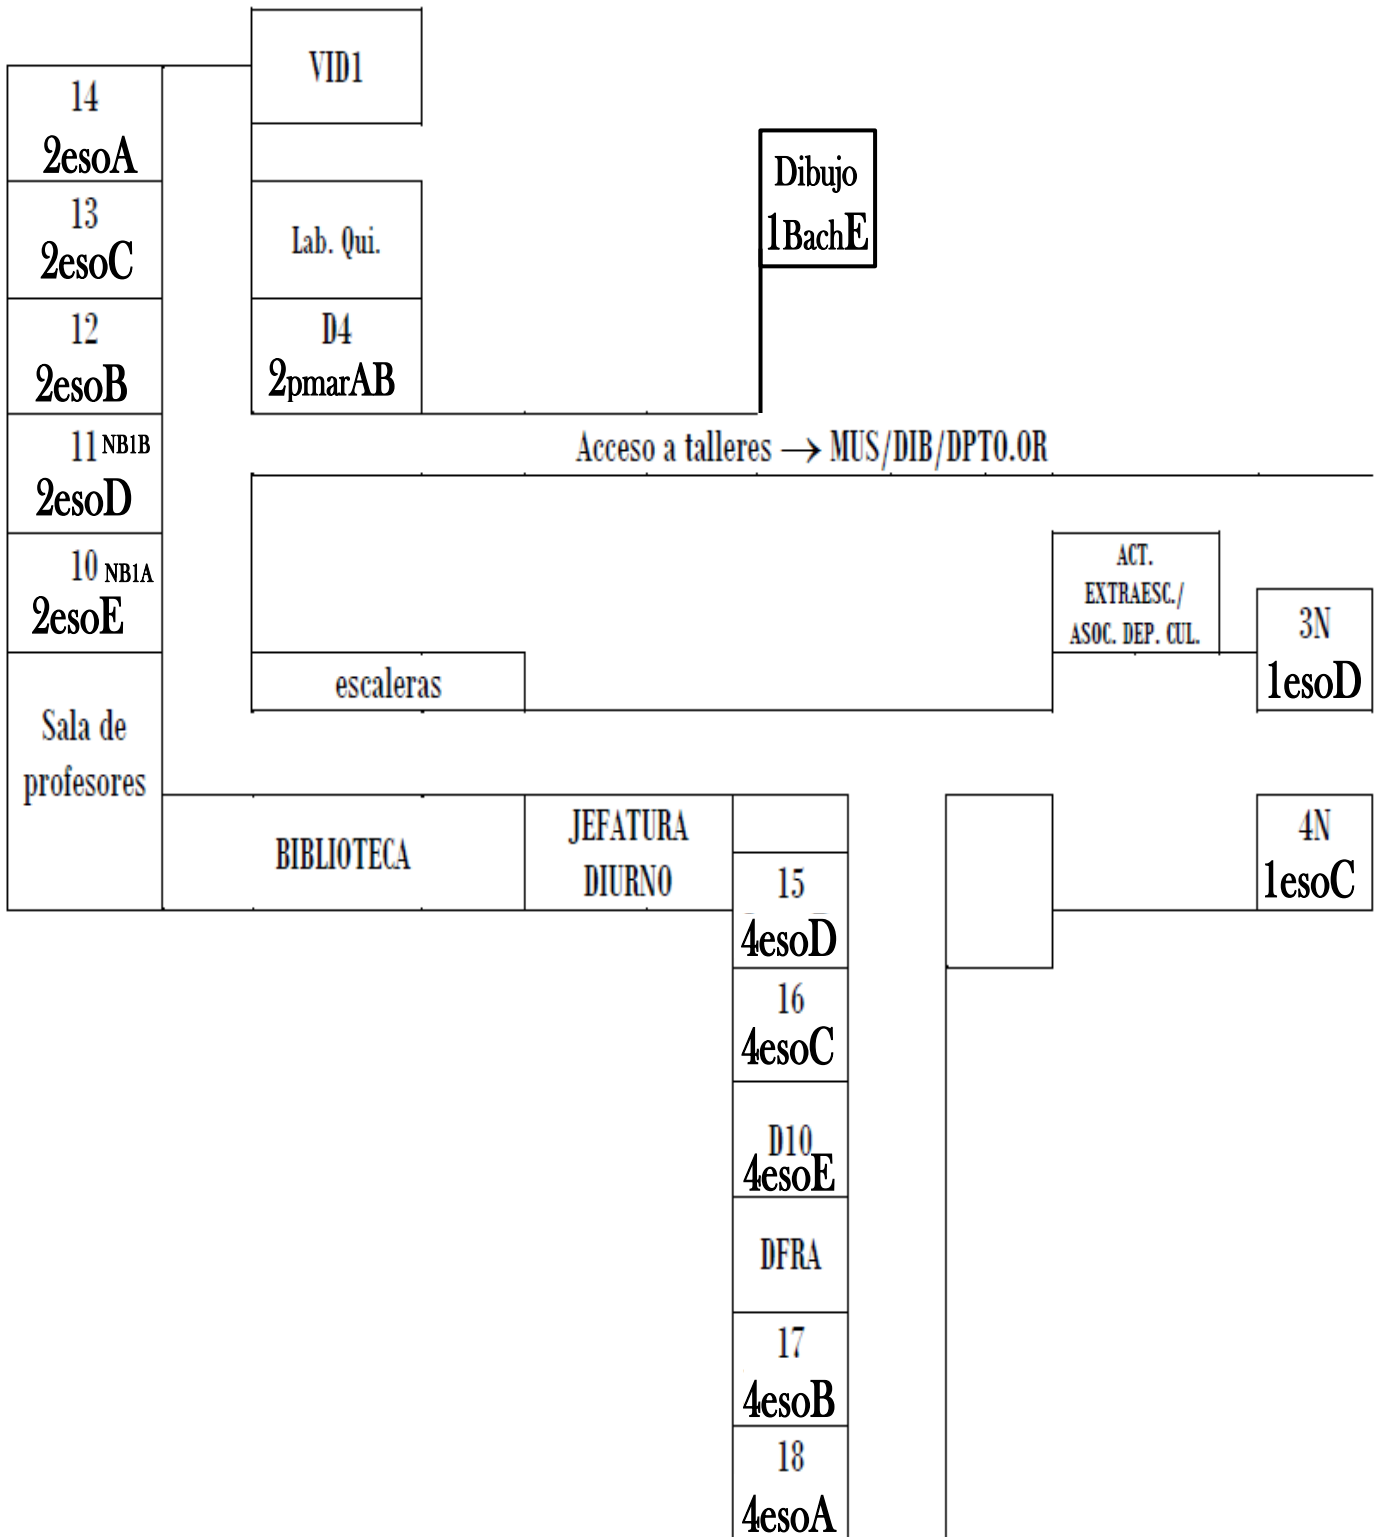 VID1
14
2esoA
13
2esoC
12
2esoB
11 NB1B
2esoD
10 NB1A
2esoE
Sala de
profesores
Lab. Qui.
D4
2pmarAB
Dibujo
1BachE
Acceso a talleres → MUS/DIB/DPTO.OR
ACT.
EXTRAESC./
ASOC. DEP. CUL.
3N
1esoD
escaleras
BIBLIOTECA
JEFATURA
DIURNO
4N
1esoC
15
4esoD
16
4esoC
D10
4esoE
DFRA
17
4esoB
18
4esoA